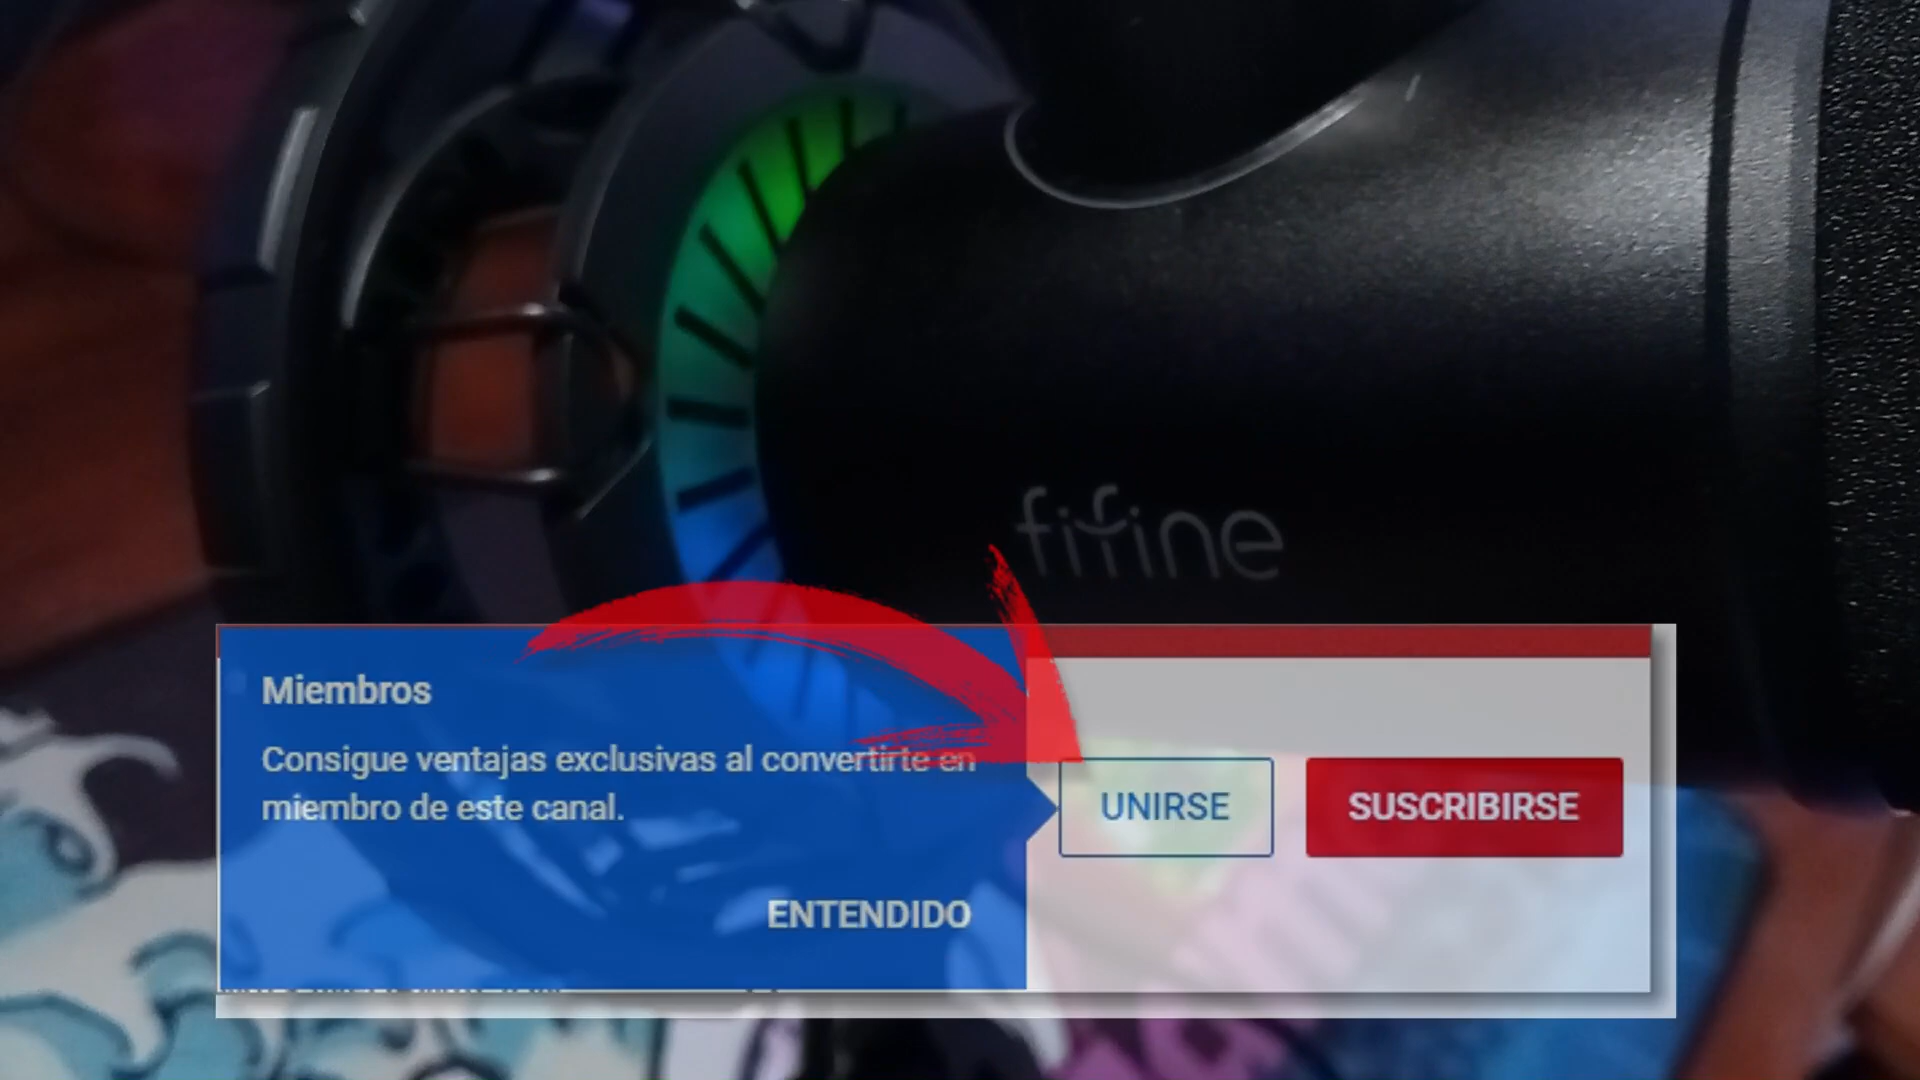 fifine
Miembros
Consigue ventajas exclusivas al convertirte en
miembro de este canal.
UNIRSE
SUSCRIBIRSE
ENTENDIDO